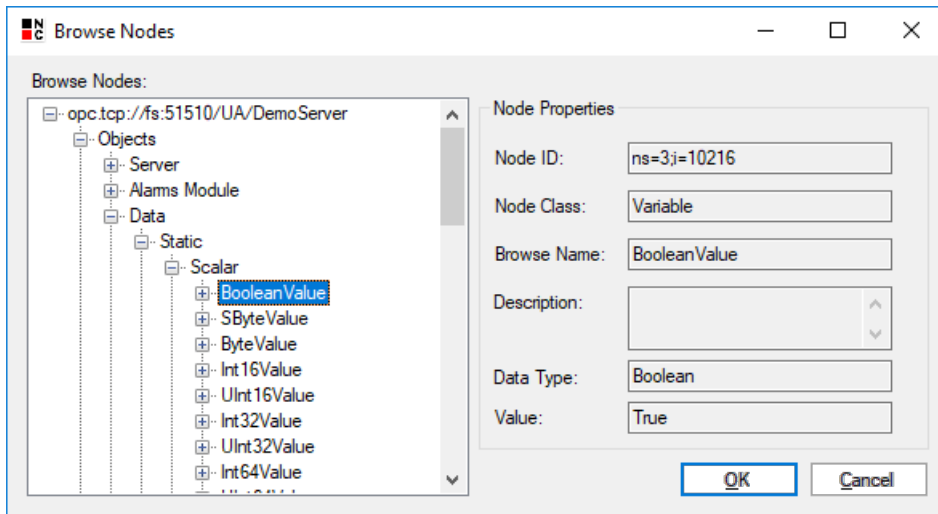 NC Browse Nodes
Browse Nodes:
opc.tcp://fs:51510/UA/DemoServer
Objects
Server
Alarms Module
Data
Static
Scalar
BooleanValue
SByteValue
ByteValue
Int16Value
UInt16Value
Int32Value
UInt32Value
Int64Value
Node Properties
Node ID: ns=3;i=10216
Node Class: Variable
Browse Name: BooleanValue
Description:
Data Type: Boolean
Value: True
OK Cancel